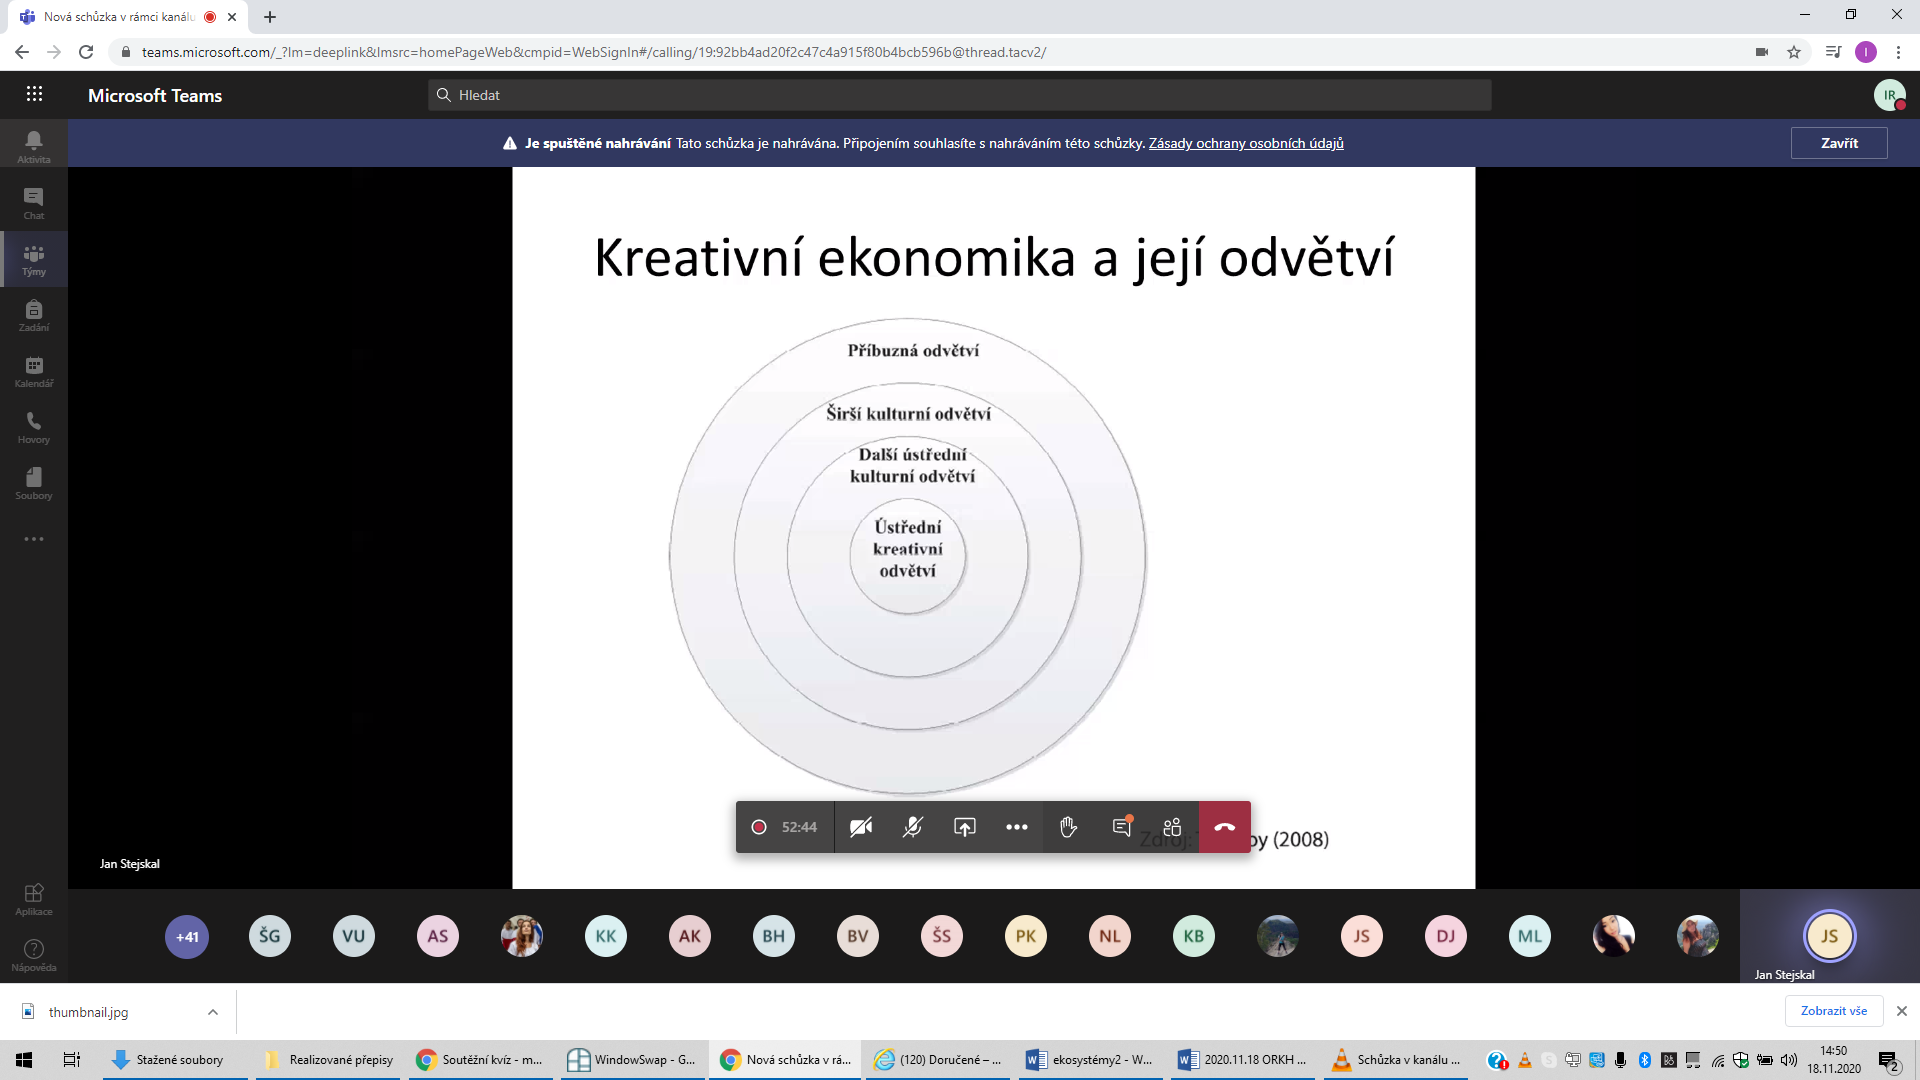 Nová schůzka v rámci kanálu
teams.microsoft.com/_?lm=deeplink&lmsrc=homePageWeb&cmpid=WebSignIn#/calling/19:92bb4ad20f2c47c4a915f80b4bcb596b@thread.tacv2/
I
Microsoft Teams
Hledat
IR
Je spuštěné nahrávání Tato schůzka je nahrávána. Připojením souhlasíte s nahráváním této schůzky. Zásady ochrany osobních údajů
Zavřít
Aktivita
Chat
Týmy
Zadání
Kalendář
Hovory
Soubory
Aplikace
Nápověda
Kreativní ekonomika a její odvětví
Příbuzná odvětví
Širší kulturní odvětví
Další ústřední
kulturní odvětví
Ústřední
kreativní
odvětví
52:44
Zdroj: (2008)
Jan Stejskal
+41 ŠG VU AS KK AK BH BV ŠS PK NL KB JS DJ ML JS
Jan Stejskal
thumbnail.jpg
Zobrazit vše
Stažené soubory
Realizované přepisy
Soutěžní kvíz - m...
WindowSwap - G...
Nová schůzka v rá...
(120) Doručené – ...
ekosystémy2 - W...
2020.11.18 ORKH ...
Schůzka v kanálu ...
14:50
18.11.2020
2